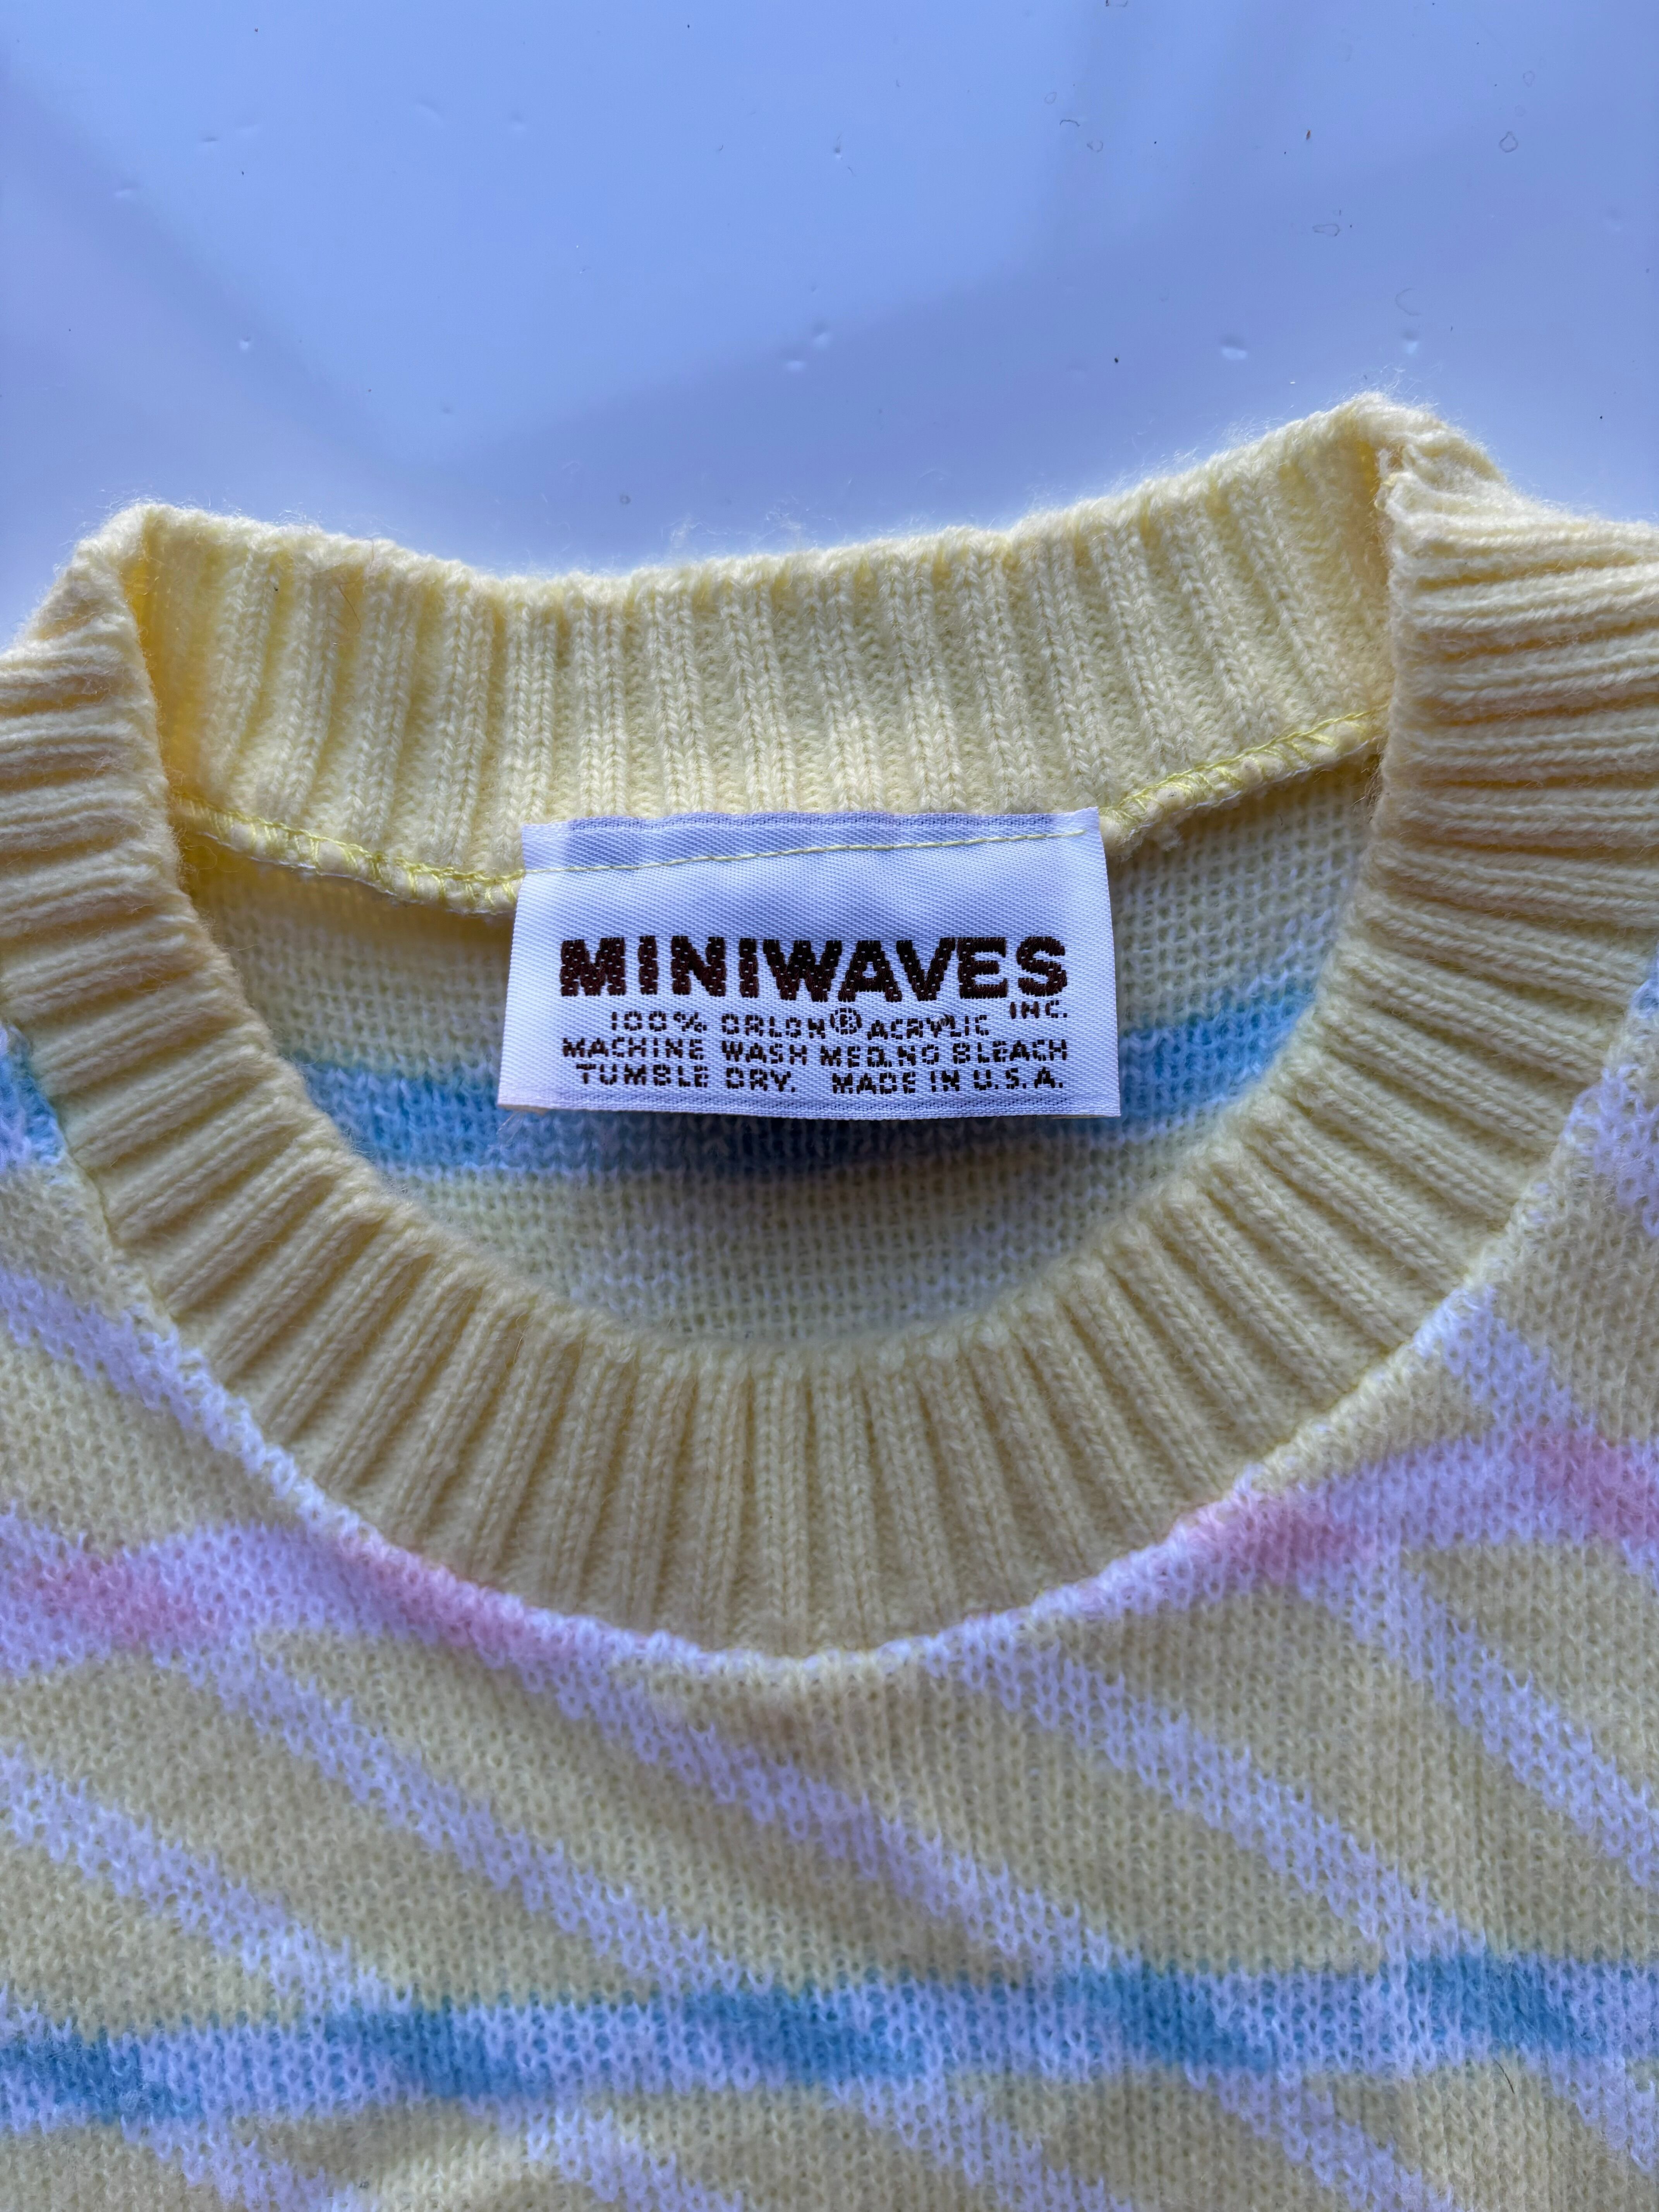 MINIWAVES
INC.
100% ORLON® ACRYLIC
MACHINE WASH MED. NO BLEACH
TUMBLE DRY. MADE IN U.S.A.